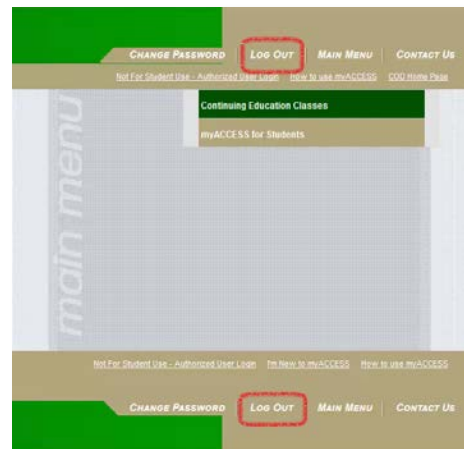 CHANGE PASSWORD LOG OUT MAIN MENU CONTACT US
Not For Student Use - Authorized User Login How to use myACCESS COD Home Page
main menu
Continuing Education Classes
myACCESS for Students
Not For Student Use - Authorized User Login I'm New to myACCESS How to use myACCESS
CHANGE PASSWORD LOG OUT MAIN MENU CONTACT US